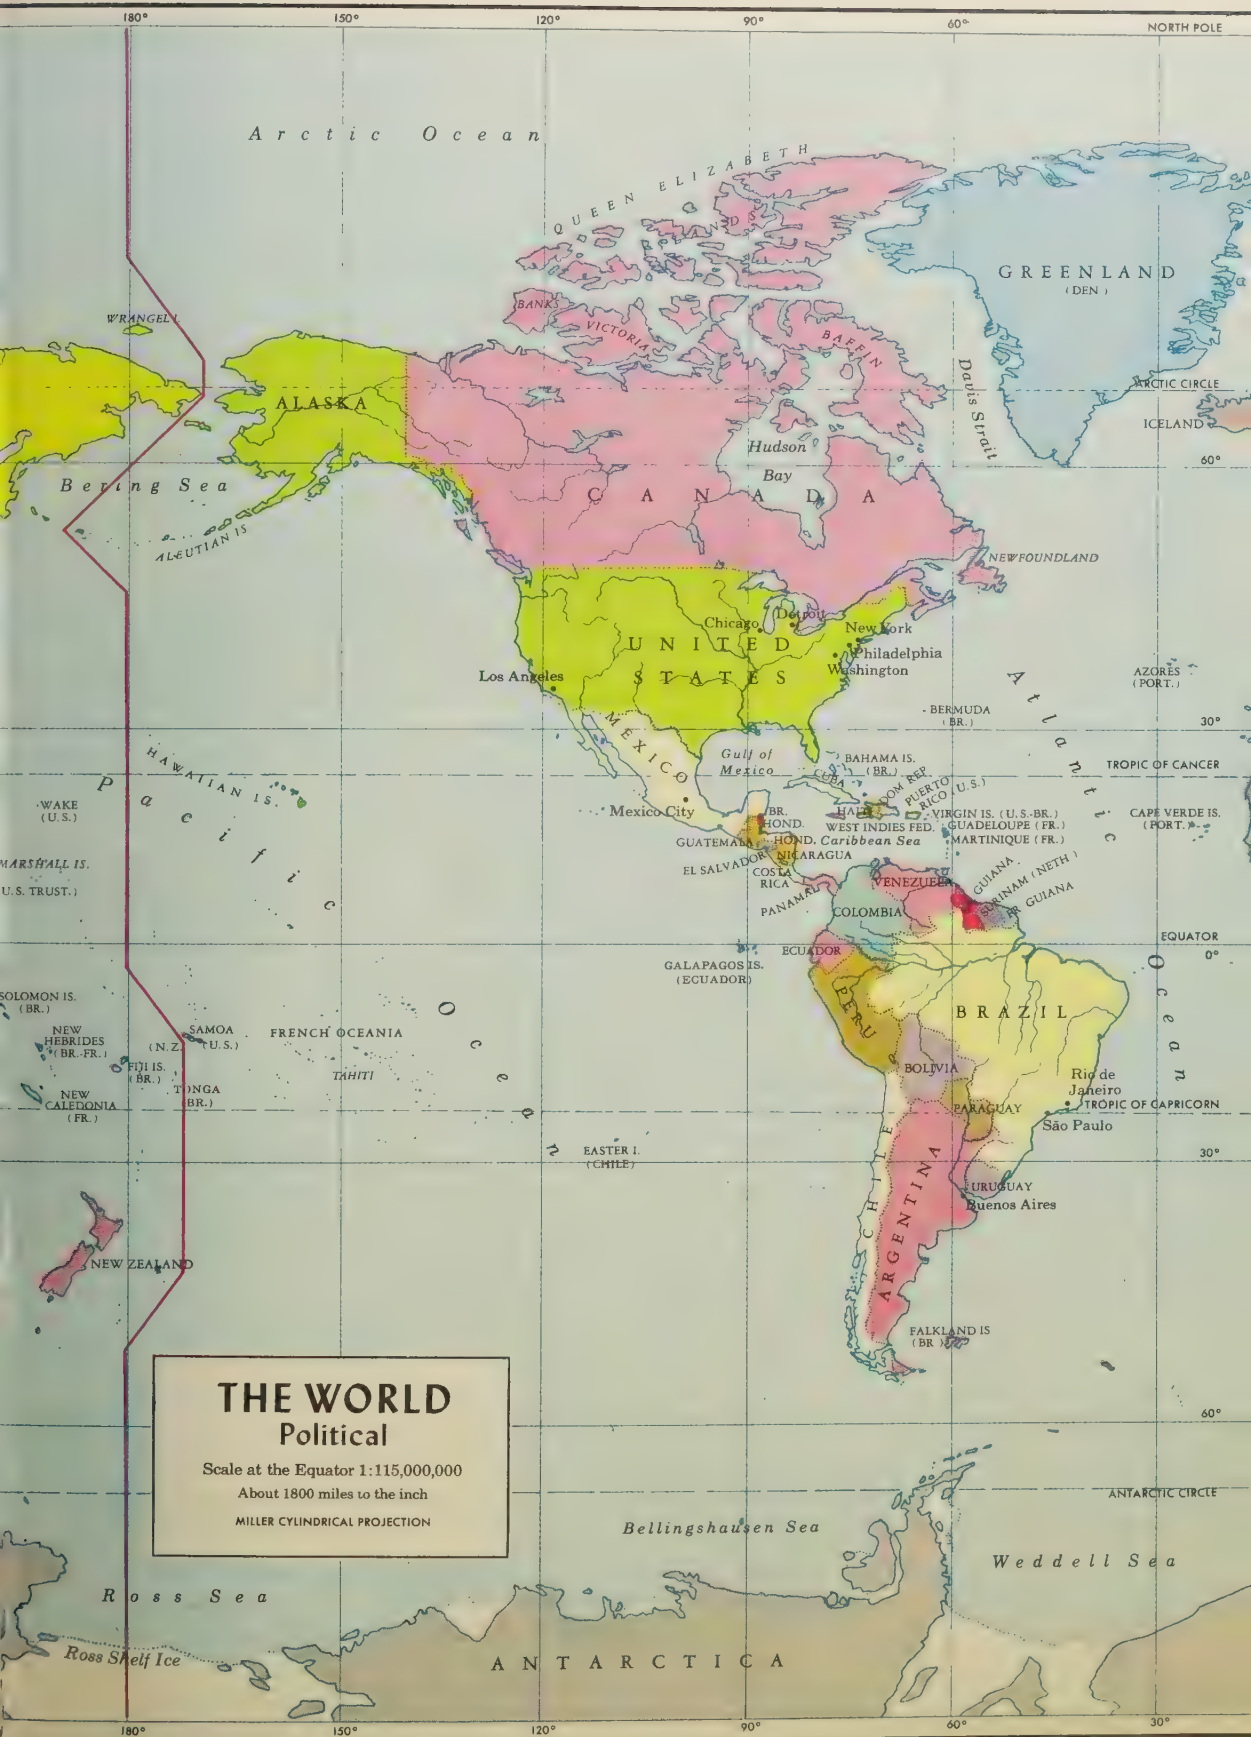 180°
150°
120°
90°
60°
NORTH POLE
Arctic Ocean
QUEEN ELIZABETH
ISLANDS
GREENLAND
(DEN)
WRANGEL I.
BANKS
VICTORIA
BAFFIN
Davis Strait
ARCTIC CIRCLE
ICELAND
ALASKA
Hudson
Bay
60°
Bering Sea
CANADA
ALEUTIAN IS
NEWFOUNDLAND
Chicago
Detroit
New York
UNITED
STATES
Philadelphia
Washington
Los Angeles
AZORES
(PORT.)
Atlantic
BERMUDA
(BR.)
30°
MEXICO
Gulf of
Mexico
BAHAMA IS.
(BR.)
TROPIC OF CANCER
HAWAIIAN IS.
Pacific
CUBA
DOM REP
PUERTO
RICO (U.S.)
WAKE
(U.S.)
Mexico City
BR.
HOND.
HAITI
VIRGIN IS. (U.S.-BR.)
CAPE VERDE IS.
(PORT.)
WEST INDIES FED.
GUADELOUPE (FR.)
GUATEMALA
HOND.
Caribbean Sea
MARTINIQUE (FR.)
MARSHALL IS.
U.S. TRUST.)
EL SALVADOR
NICARAGUA
COSTA
RICA
PANAMA
VENEZUELA
GUIANA
SURINAM (NETH)
FR GUIANA
COLOMBIA
EQUATOR
0°
ECUADOR
GALAPAGOS IS.
(ECUADOR)
Ocean
SOLOMON IS.
(BR.)
PERU
BRAZIL
Ocean
NEW
HEBRIDES
(BR.-FR.)
SAMOA
(N.Z.)
(U.S.)
FRENCH OCEANIA
FIJI IS.
(BR.)
TAHITI
BOLIVIA
Rio de
Janeiro
NEW
CALEDONIA
(FR.)
TONGA
(BR.)
PARAGUAY
TROPIC OF CAPRICORN
São Paulo
EASTER I.
(CHILE)
30°
CHILE
ARGENTINA
URUGUAY
Buenos Aires
NEW ZEALAND
FALKLAND IS
(BR)
THE WORLD
Political
Scale at the Equator 1:115,000,000
About 1800 miles to the inch
MILLER CYLINDRICAL PROJECTION
60°
ANTARCTIC CIRCLE
Bellingshausen Sea
Weddell Sea
Ross Sea
Ross Shelf Ice
ANTARCTICA
180°
150°
120°
90°
60°
30°